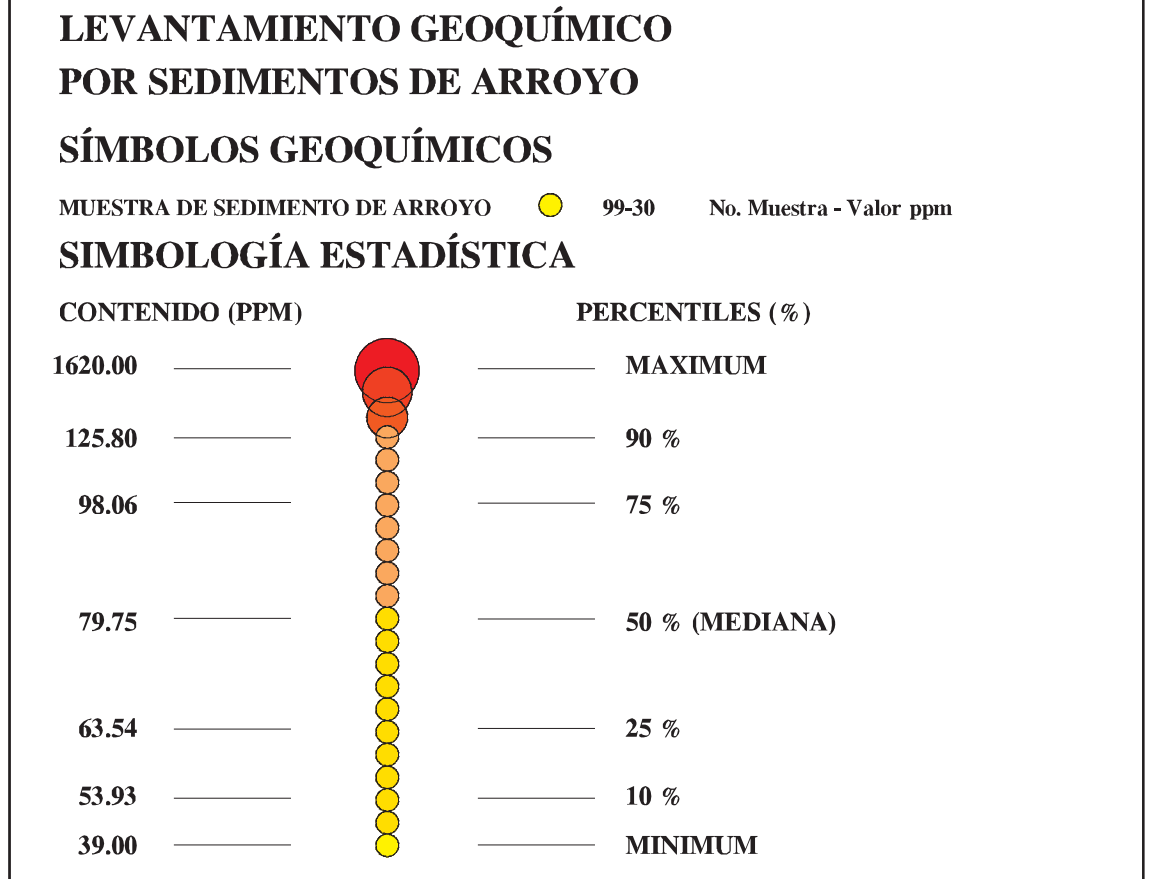 LEVANTAMIENTO GEOQUÍMICO
POR SEDIMENTOS DE ARROYO
SÍMBOLOS GEOQUÍMICOS
MUESTRA DE SEDIMENTO DE ARROYO 99-30 No. Muestra - Valor ppm
SIMBOLOGÍA ESTADÍSTICA
CONTENIDO (PPM) PERCENTILES (%)
1620.00 MAXIMUM
125.80 90 %
98.06 75 %
79.75 50 % (MEDIANA)
63.54 25 %
53.93 10 %
39.00 MINIMUM